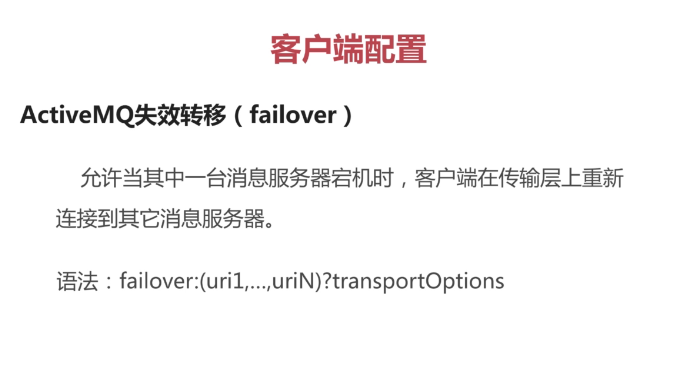 客户端配置
ActiveMQ失效转移（failover）
允许当其中一台消息服务器宕机时，客户端在传输层上重新
连接到其它消息服务器。
语法：failover:(uri1,...,uriN)?transportOptions